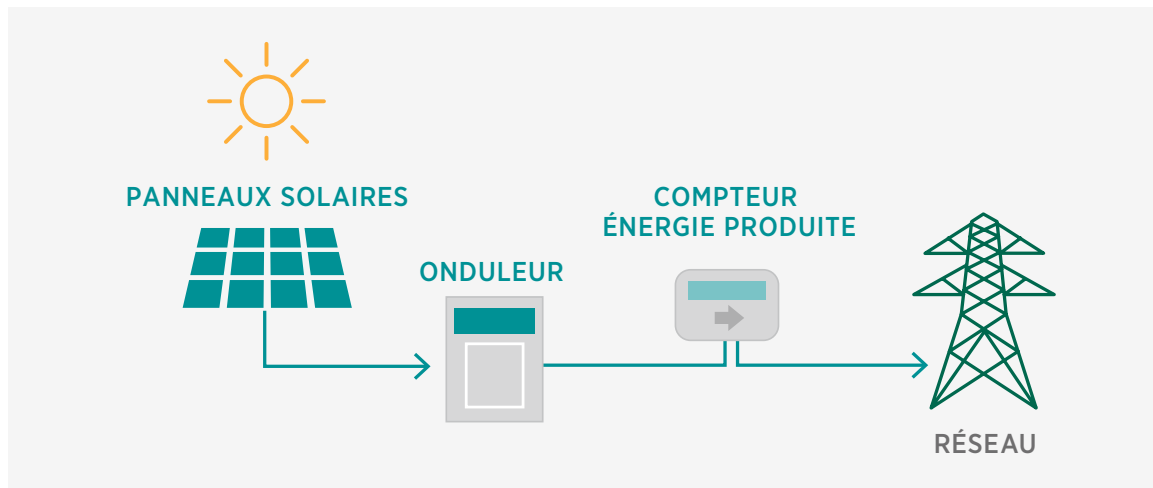 PANNEAUX SOLAIRES
ONDULEUR
COMPTEUR
ÉNERGIE PRODUITE
RÉSEAU